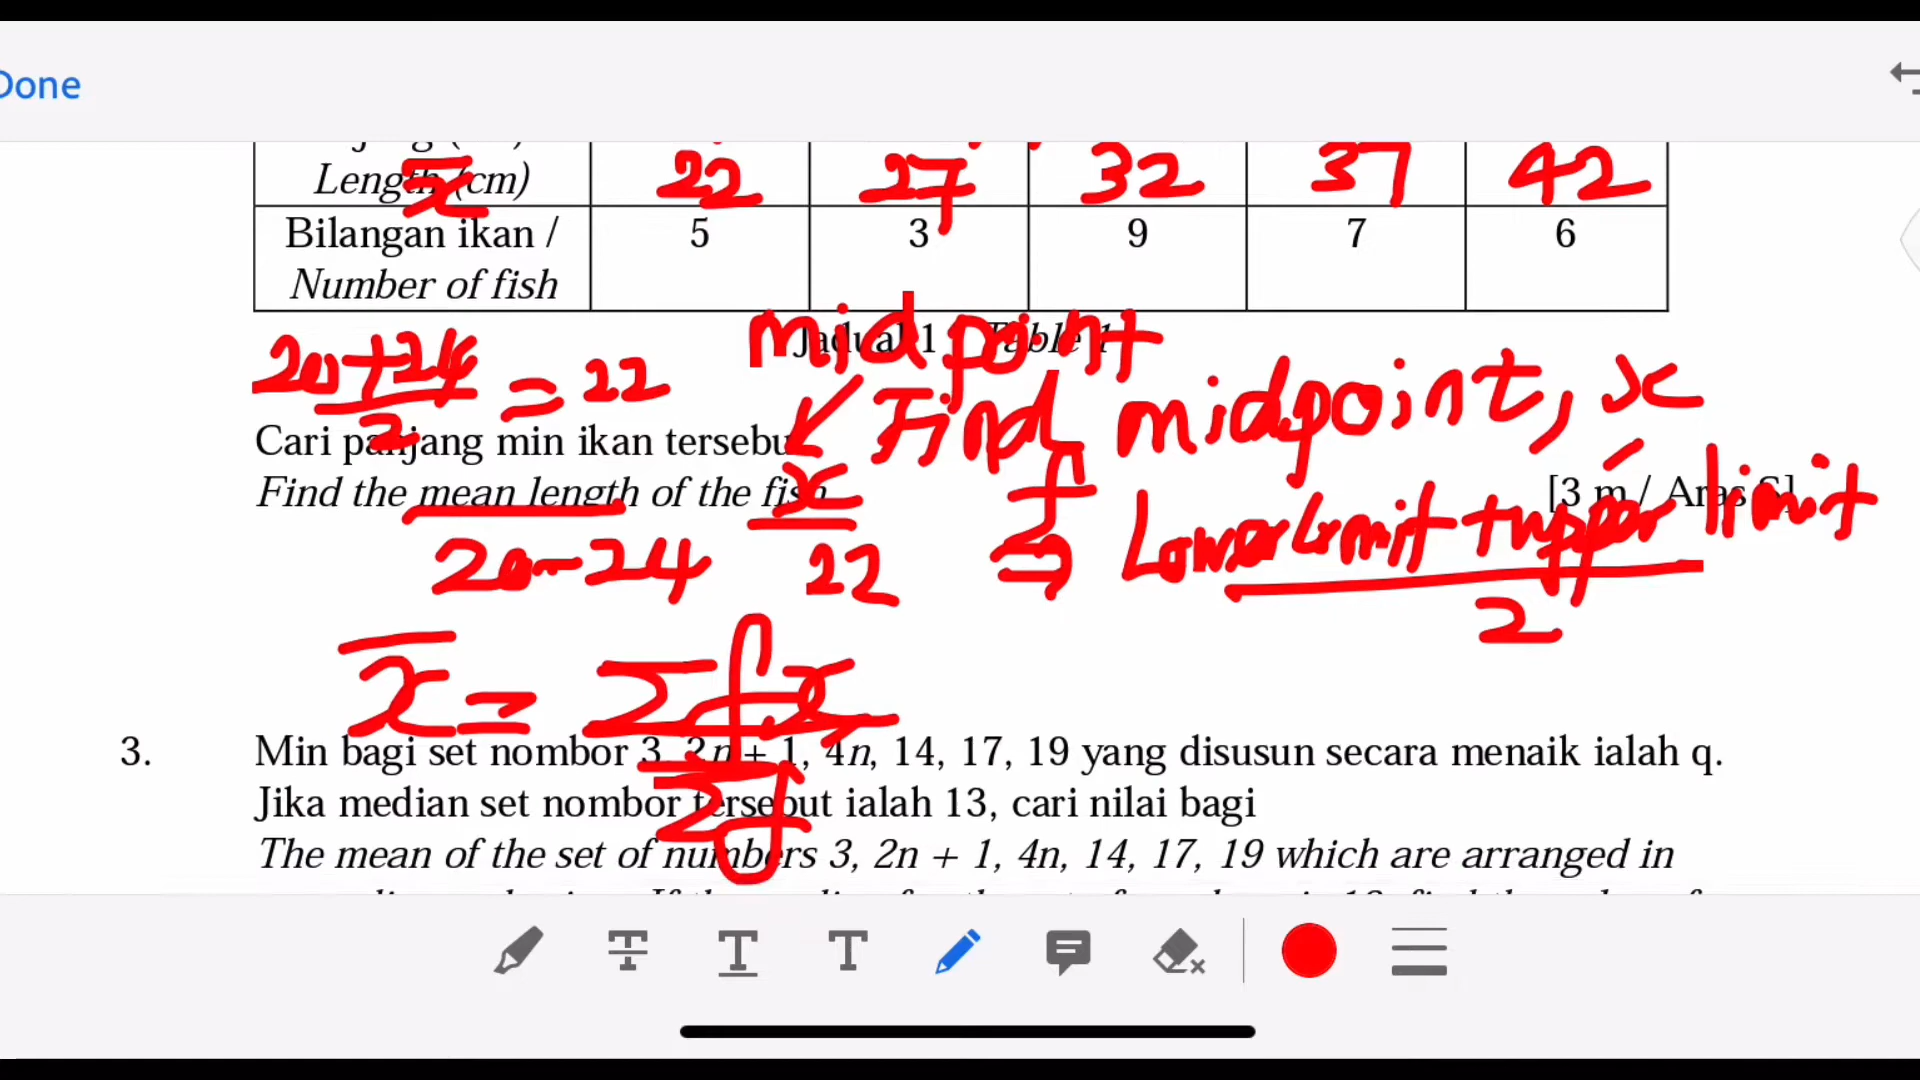 Done
Length (cm) x̄ 22 27 32 37 42
Bilangan ikan / 5 3 9 7 6
Number of fish
Jadual 1 Table 1
midpoint
20+24 / 2 = 22
Find midpoint, x
Cari panjang min ikan tersebu
Find the mean length of the fish
[3 m / Aras S]
x f
20-24 22 ⇒ Lower Limit + upper limit / 2
x̄ = Σfx / Σf
3. Min bagi set nombor 3, 2n + 1, 4n, 14, 17, 19 yang disusun secara menaik ialah q.
Jika median set nombor tersebut ialah 13, cari nilai bagi
The mean of the set of numbers 3, 2n + 1, 4n, 14, 17, 19 which are arranged in